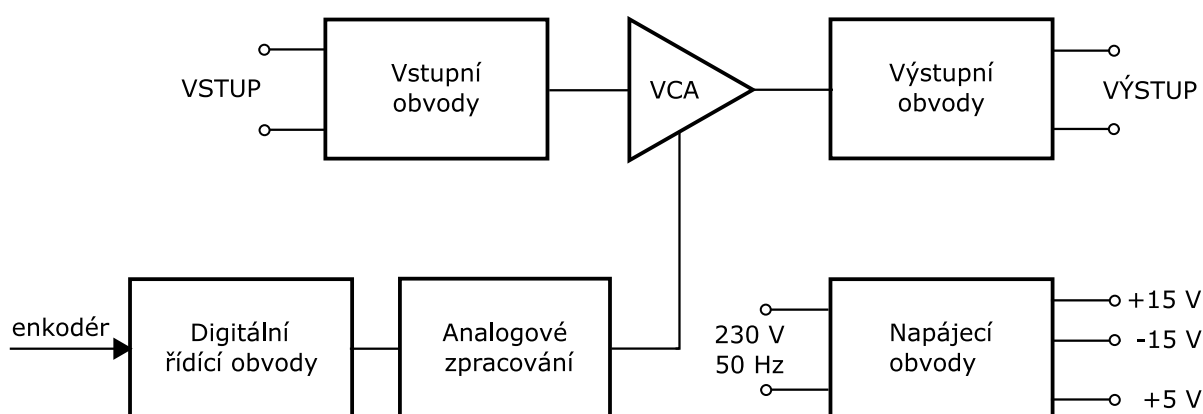 VSTUP
Vstupní
obvody
VCA
Výstupní
obvody
VÝSTUP
enkodér
Digitální
řídící obvody
Analogové
zpracování
230 V
50 Hz
Napájecí
obvody
+15 V
-15 V
+5 V